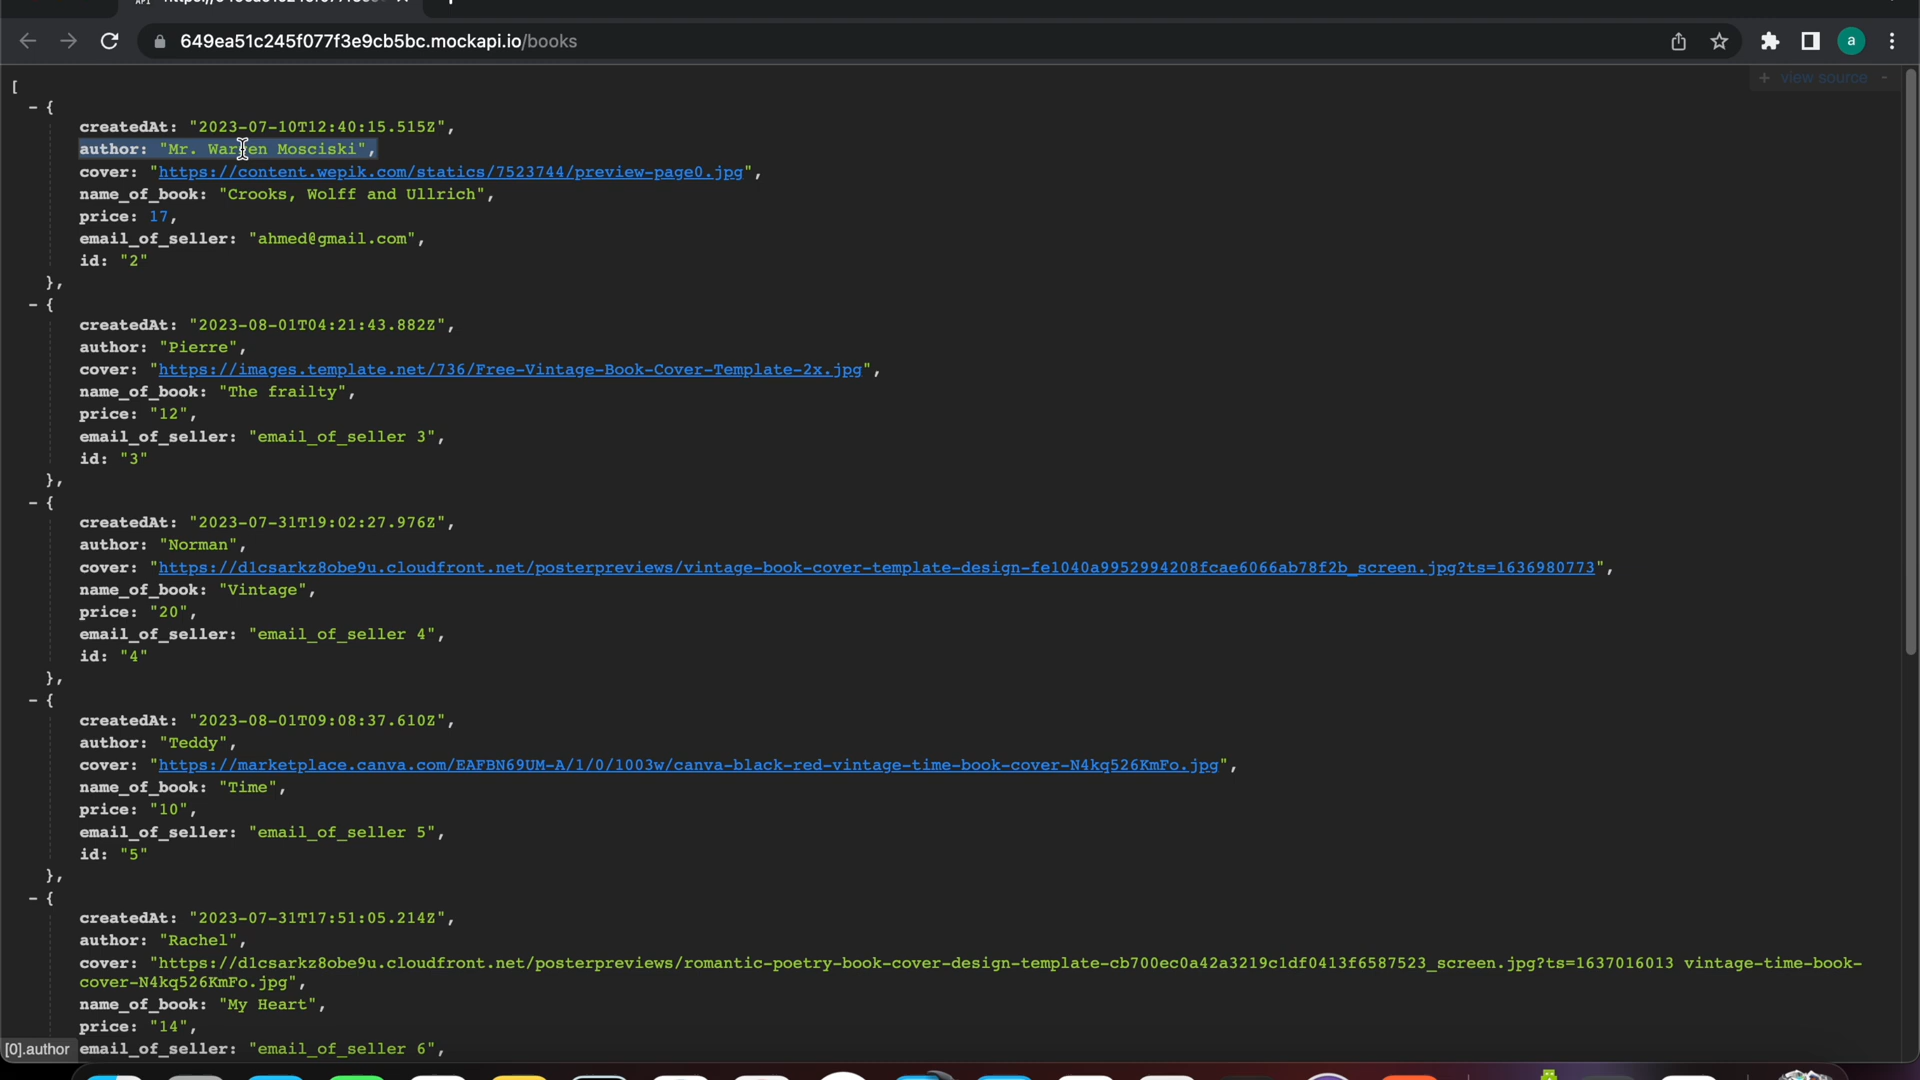 649ea51c245f077f3e9cb5bc.mockapi.io/books
a
+ view source -
[
- {
createdAt: "2023-07-10T12:40:15.515Z",
author: "Mr. Warren Mosciski",
cover: "https://content.wepik.com/statics/7523744/preview-page0.jpg",
name_of_book: "Crooks, Wolff and Ullrich",
price: 17,
email_of_seller: "ahmed@gmail.com",
id: "2"
},
- {
createdAt: "2023-08-01T04:21:43.882Z",
author: "Pierre",
cover: "https://images.template.net/736/Free-Vintage-Book-Cover-Template-2x.jpg",
name_of_book: "The frailty",
price: "12",
email_of_seller: "email_of_seller 3",
id: "3"
},
- {
createdAt: "2023-07-31T19:02:27.976Z",
author: "Norman",
cover: "https://d1csarkz8obe9u.cloudfront.net/posterpreviews/vintage-book-cover-template-design-fe1040a9952994208fcae6066ab78f2b_screen.jpg?ts=1636980773",
name_of_book: "Vintage",
price: "20",
email_of_seller: "email_of_seller 4",
id: "4"
},
- {
createdAt: "2023-08-01T09:08:37.610Z",
author: "Teddy",
cover: "https://marketplace.canva.com/EAFBN69UM-A/1/0/1003w/canva-black-red-vintage-time-book-cover-N4kq526KmFo.jpg",
name_of_book: "Time",
price: "10",
email_of_seller: "email_of_seller 5",
id: "5"
},
- {
createdAt: "2023-07-31T17:51:05.214Z",
author: "Rachel",
cover: "https://d1csarkz8obe9u.cloudfront.net/posterpreviews/romantic-poetry-book-cover-design-template-cb700ec0a42a3219c1df0413f6587523_screen.jpg?ts=1637016013 vintage-time-book-
cover-N4kq526KmFo.jpg",
name_of_book: "My Heart",
price: "14",
email_of_seller: "email_of_seller 6",
[0].author